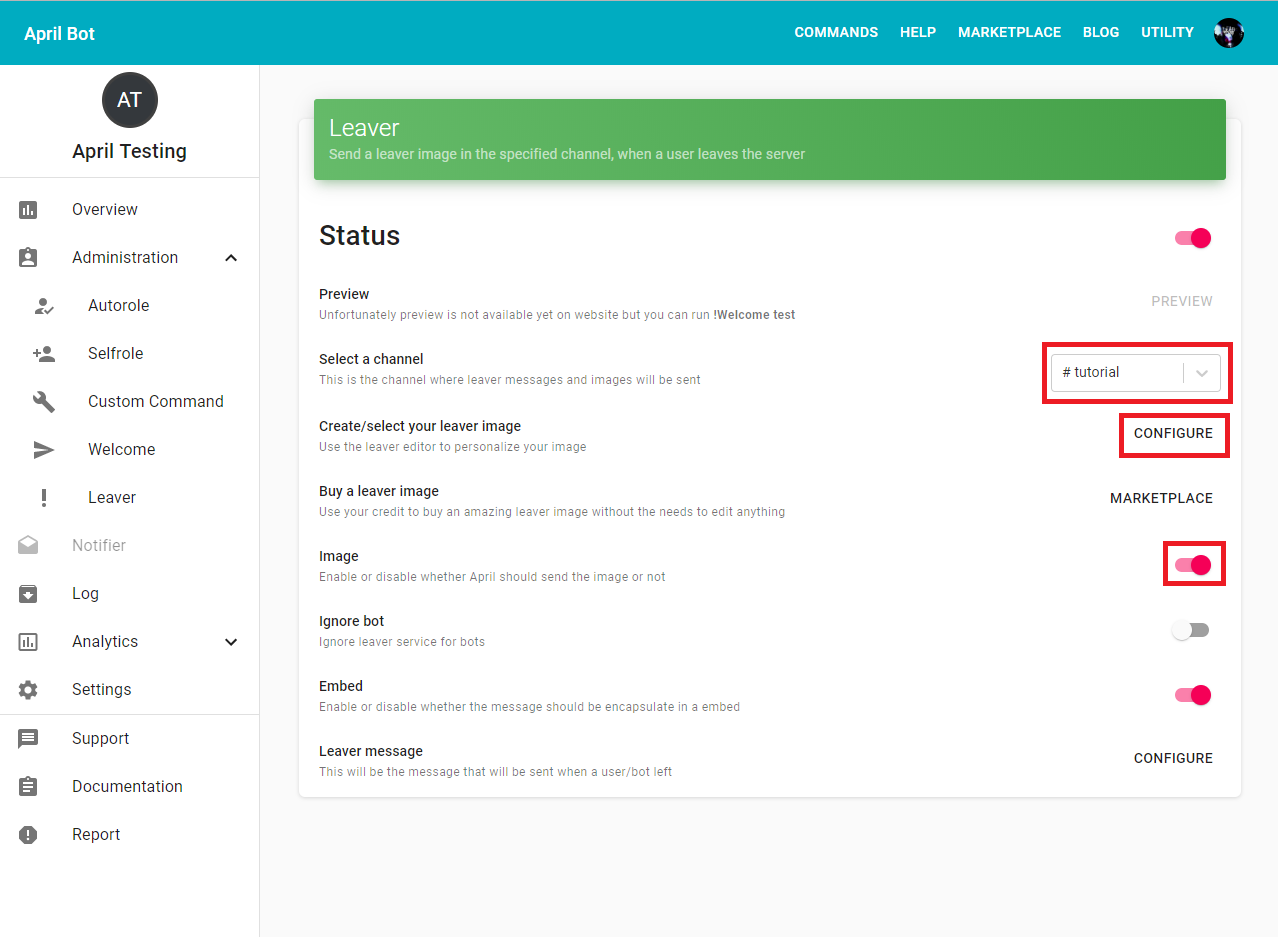 April Bot
COMMANDS
HELP
MARKETPLACE
BLOG
UTILITY
AT
April Testing
Overview
Administration
Autorole
Selfrole
Custom Command
Welcome
Leaver
Notifier
Log
Analytics
Settings
Support
Documentation
Report
Leaver
Send a leaver image in the specified channel, when a user leaves the server
Status
Preview
Unfortunately preview is not available yet on website but you can run !Welcome test
PREVIEW
Select a channel
This is the channel where leaver messages and images will be sent
# tutorial
Create/select your leaver image
Use the leaver editor to personalize your image
CONFIGURE
Buy a leaver image
Use your credit to buy an amazing leaver image without the needs to edit anything
MARKETPLACE
Image
Enable or disable whether April should send the image or not
Ignore bot
Ignore leaver service for bots
Embed
Enable or disable whether the message should be encapsulate in a embed
Leaver message
This will be the message that will be sent when a user/bot left
CONFIGURE